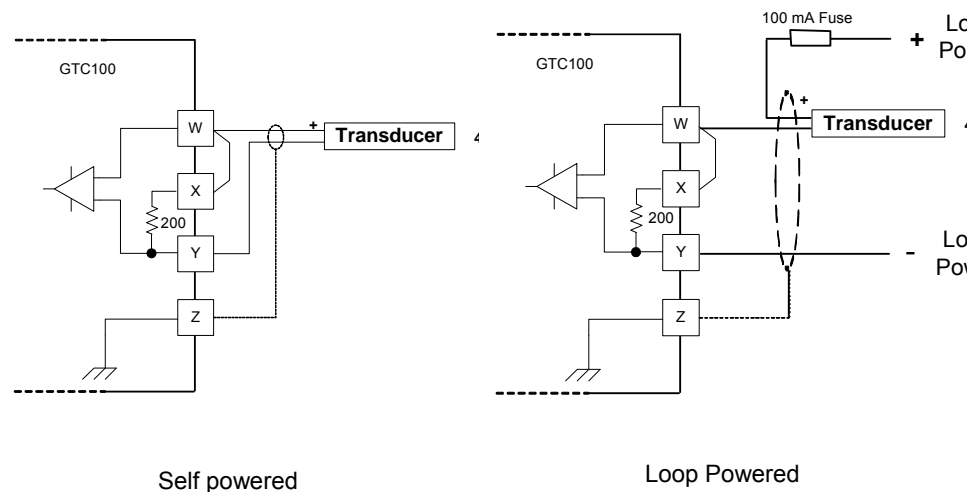 GTC100
W
X
200
Y
Z
+
Transducer
Self powered
100 mA Fuse
+
GTC100
W
X
200
Y
Z
+
Transducer
-
Loop Powered